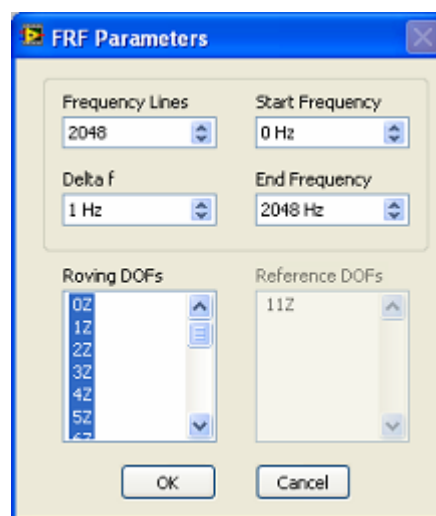 FRF Parameters
Frequency Lines
2048
Start Frequency
0 Hz
Delta f
1 Hz
End Frequency
2048 Hz
Roving DOFs
0Z
1Z
2Z
3Z
4Z
5Z
Reference DOFs
11Z
OK
Cancel